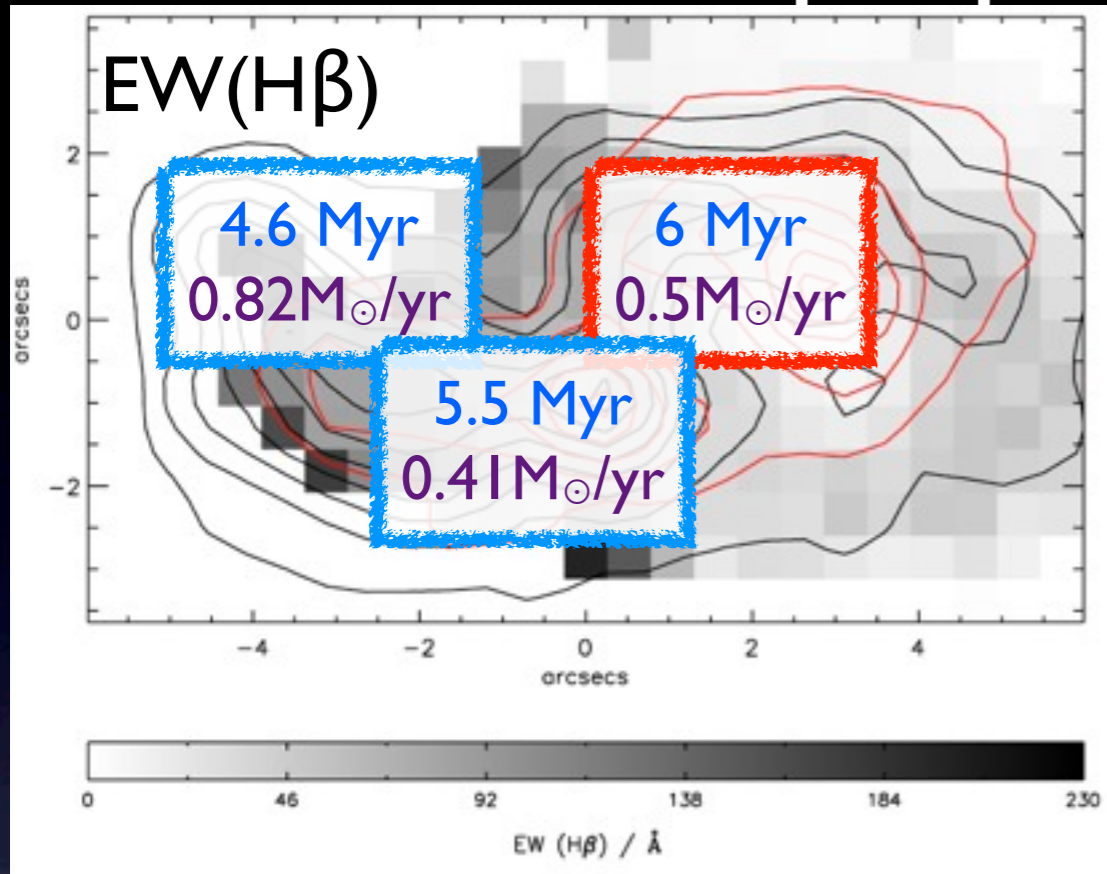 EW(Hβ)
4.6 Myr
0.82M☉/yr
6 Myr
0.5M☉/yr
5.5 Myr
0.41M☉/yr
2
0
−2
arcsecs
−4 −2 0 2 4
arcsecs
0 46 92 138 184 230
EW (Hβ) / Å